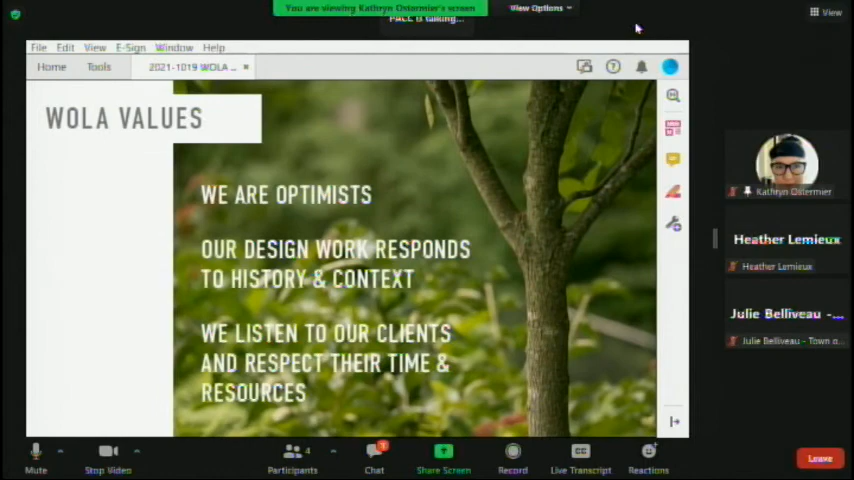 You are viewing Kathryn Ostermier's screen
View Options
View
is talking...
File Edit View E-Sign Window Help
Home Tools 2021-1019 WOLA ...
WOLA VALUES
WE ARE OPTIMISTS
OUR DESIGN WORK RESPONDS
TO HISTORY & CONTEXT
WE LISTEN TO OUR CLIENTS
AND RESPECT THEIR TIME &
RESOURCES
Kathryn Ostermier
Heather Lemieux
Heather Lemieux
Julie Belliveau - ...
Julie Belliveau - Town o...
Mute
Stop Video
Participants 4
Chat
Share Screen
Record
CC
Live Transcript
Reactions
Leave